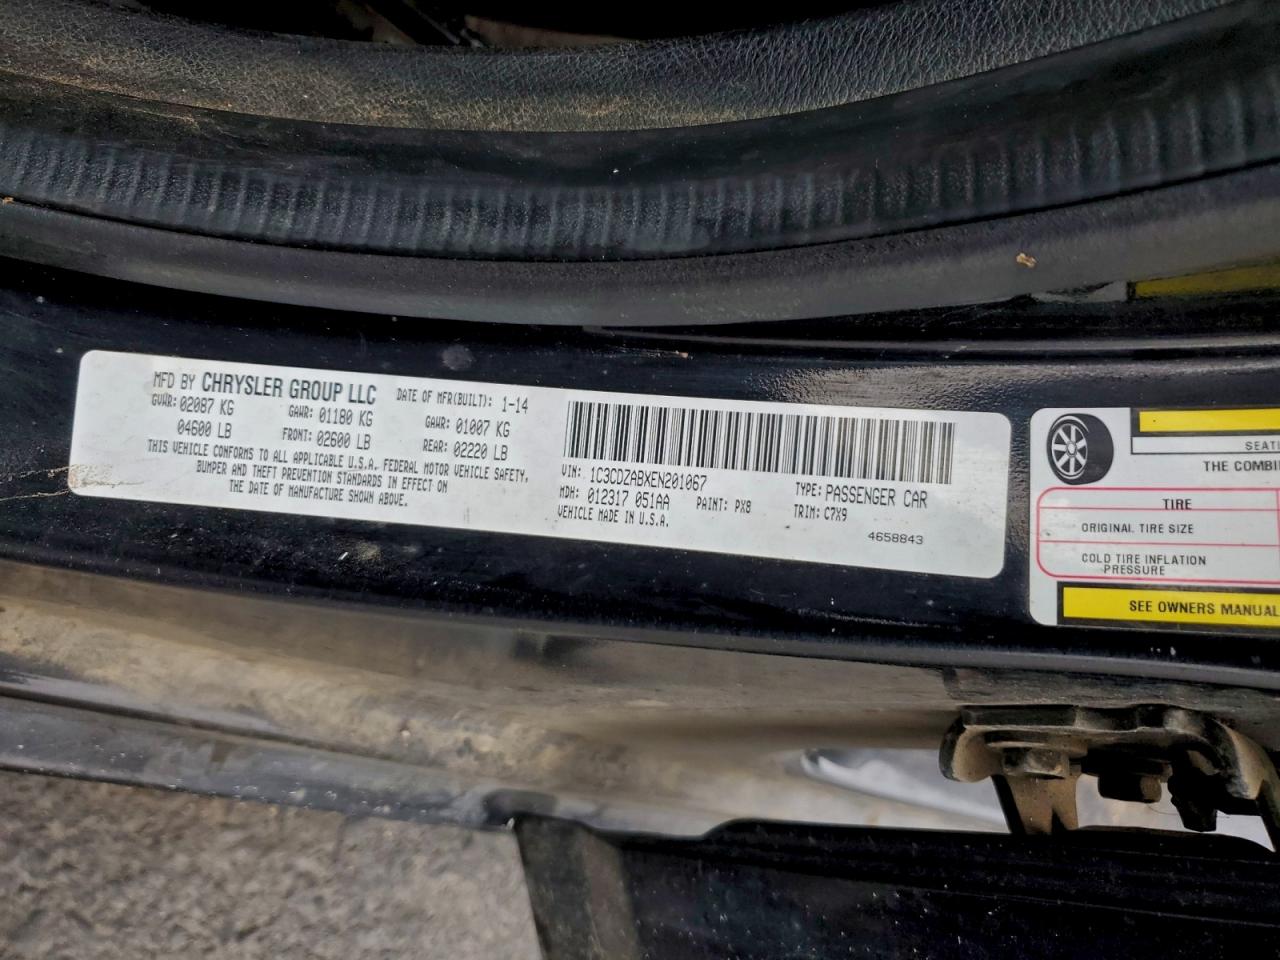 MFD BY CHRYSLER GROUP LLC DATE OF MFR(BUILT): 1-14
GVWR: 02087 KG GAWR: 01180 KG GAWR: 01007 KG
04600 LB FRONT: 02600 LB REAR: 02220 LB
THIS VEHICLE CONFORMS TO ALL APPLICABLE U.S.A. FEDERAL MOTOR VEHICLE SAFETY,
BUMPER AND THEFT PREVENTION STANDARDS IN EFFECT ON
THE DATE OF MANUFACTURE SHOWN ABOVE.
VIN: 1C3CDZABXEN201067 TYPE: PASSENGER CAR
MDH: 012317 051AA PAINT: PX8 TRIM: C7X9
VEHICLE MADE IN U.S.A.
4658843
SEATI
THE COMBI
TIRE
ORIGINAL TIRE SIZE
COLD TIRE INFLATION
PRESSURE
SEE OWNERS MANUAL